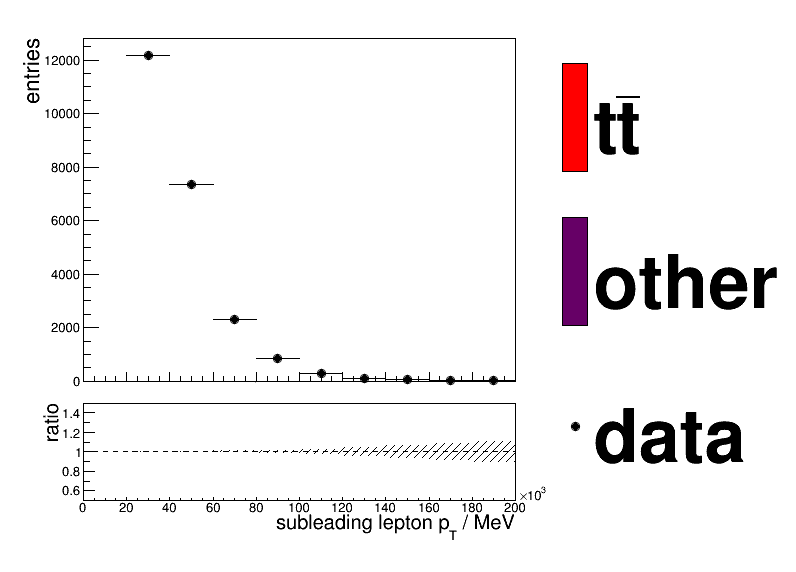 entries
12000
10000
8000
6000
4000
2000
0
ratio
1.4
1.2
1
0.8
0.6
0 20 40 60 80 100 120 140 160 180 200
×10³
subleading lepton p_T / MeV
tt̅
other
data